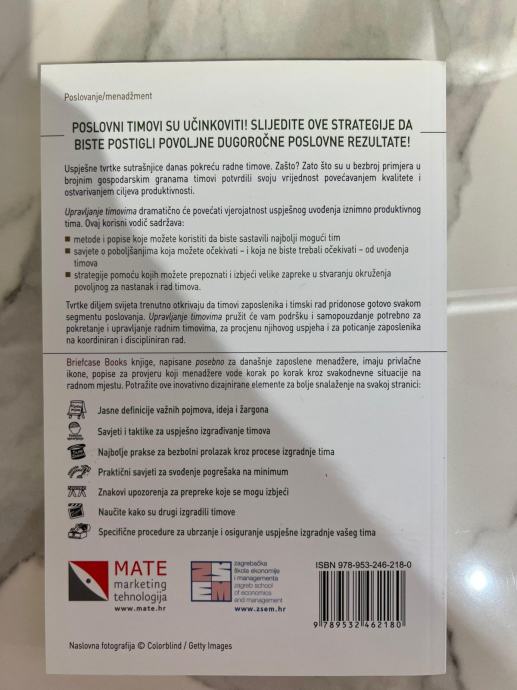 Poslovanje/menadžment
POSLOVNI TIMOVI SU UČINKOVITI! SLIJEDITE OVE STRATEGIJE DA
BISTE POSTIGLI POVOLJNE DUGOROČNE POSLOVNE REZULTATE!
Uspješne tvrtke sutrašnjice danas pokreću radne timove. Zašto? Zato što su u bezbroj primjera u
brojnim gospodarskim granama timovi potvrdili svoju vrijednost povećavanjem kvalitete i
ostvarivanjem ciljeva produktivnosti.
Upravljanje timovima dramatično će povećati vjerojatnost uspješnog uvođenja iznimno produktivnog
tima. Ovaj korisni vodič sadržava:
■ metode i popise koje možete koristiti da biste sastavili najbolji mogući tim
■ savjete o poboljšanjima koja možete očekivati – i koja ne biste trebali očekivati – od uvođenja
timova
■ strategije pomoću kojih možete prepoznati i izbjeći velike zapreke u stvaranju okruženja
povoljnog za nastanak i rad timova.
Tvrtke diljem svijeta trenutno otkrivaju da timovi zaposlenika i timski rad pridonose gotovo svakom
segmentu poslovanja. Upravljanje timovima pružit će vam podršku i samopouzdanje potrebno za
pokretanje i upravljanje radnim timovima, za procjenu njihovog uspjeha i za poticanje zaposlenika
na koordiniran i discipliniran rad.
Briefcase Books knjige, napisane posebno za današnje zaposlene menadžere, imaju privlačne
ikone, popise za provjeru koji menadžere vode korak po korak kroz svakodnevne situacije na
radnom mjestu. Potražite ove inovativno dizajnirane elemente za bolje snalaženje na svakoj stranici:
Jasne definicije važnih pojmova, ideja i žargona
Savjeti i taktike za uspješno izgrađivanje timova
Najbolje prakse za bezbolni prolazak kroz procese izgradnje tima
Praktični savjeti za svođenje pogrešaka na minimum
Znakovi upozorenja za prepreke koje se mogu izbjeći
Naučite kako su drugi izgradili timove
Specifične procedure za ubrzanje i osiguranje uspješne izgradnje vašeg tima
MATE
marketing
tehnologija
www.mate.hr
ZSEM
zagrebačka
škola ekonomije
i managementa
zagreb school
of economics
and management
www.zsem.hr
ISBN 978-953-246-218-0
9 789532 462180
Naslovna fotografija © Colorblind / Getty Images